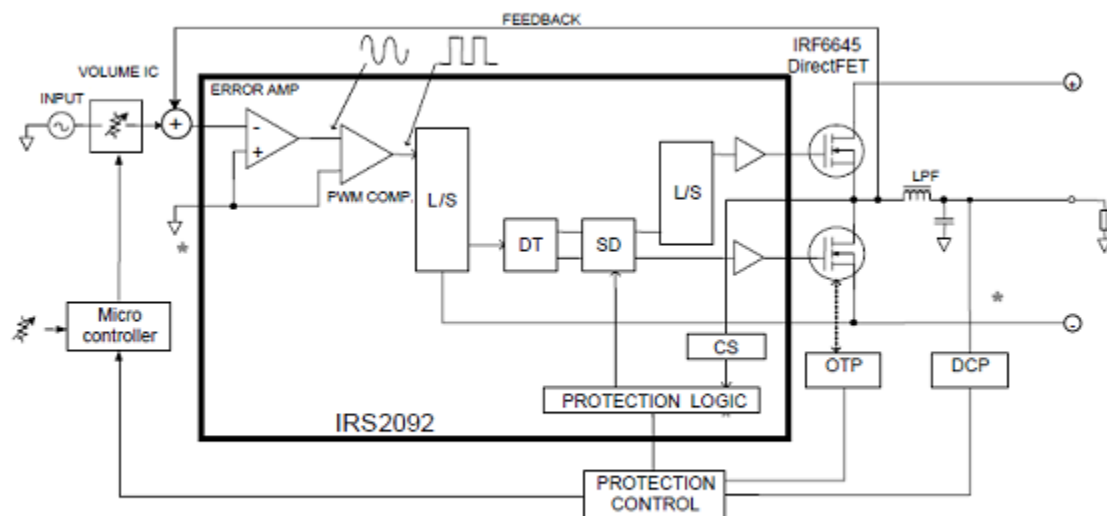 FEEDBACK
IRF6645
DirectFET
VOLUME IC
INPUT
ERROR AMP
+
-
+
+
LPF
PWM COMP.
L/S
L/S
DT
SD
*
*
Micro
controller
-
CS
OTP
DCP
PROTECTION LOGIC
*
IRS2092
PROTECTION
CONTROL